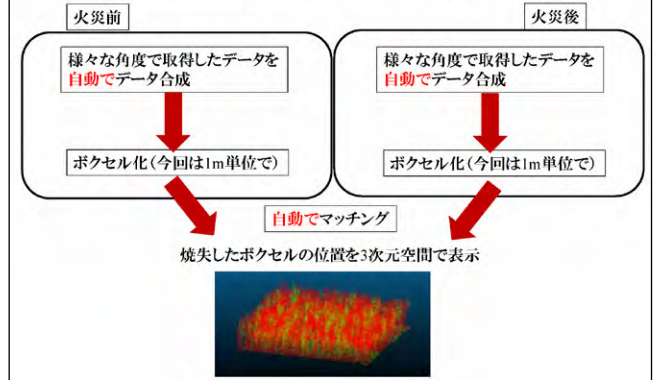 火災前
火災後
様々な角度で取得したデータを
自動でデータ合成
様々な角度で取得したデータを
自動でデータ合成
ボクセル化(今回は1m単位で)
ボクセル化(今回は1m単位で)
自動でマッチング
焼失したボクセルの位置を3次元空間で表示